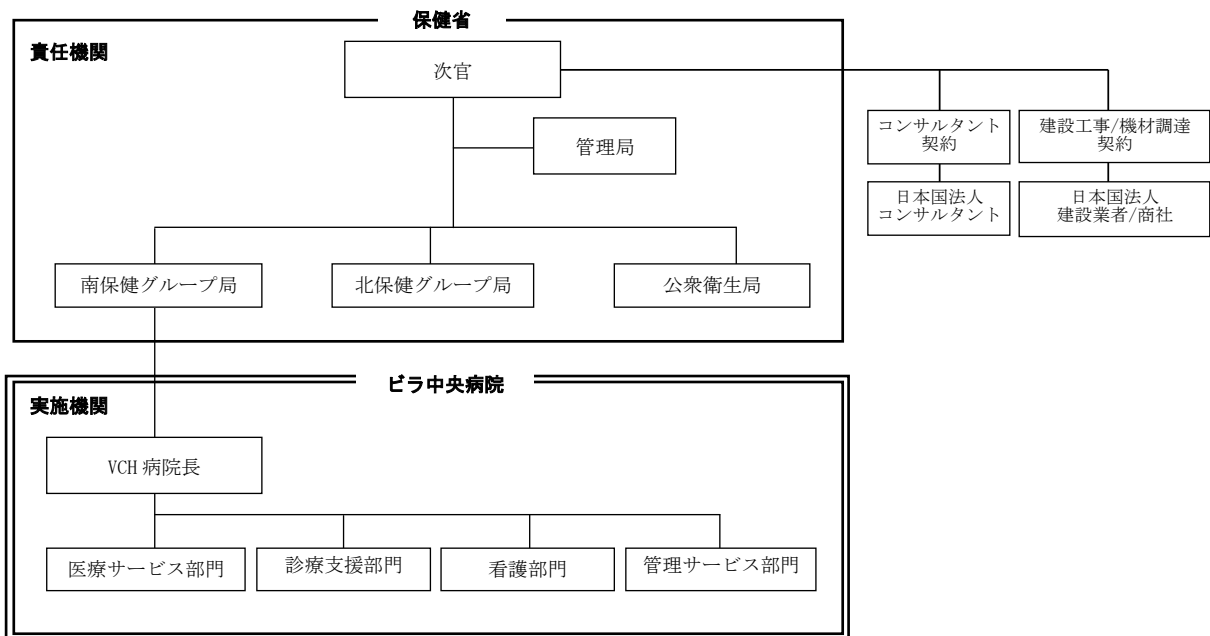 保健省
責任機関
次官
管理局
コンサルタント
契約
建設工事/機材調達
契約
日本国法人
コンサルタント
日本国法人
建設業者/商社
南保健グループ局
北保健グループ局
公衆衛生局
ビラ中央病院
実施機関
VCH 病院長
医療サービス部門
診療支援部門
看護部門
管理サービス部門